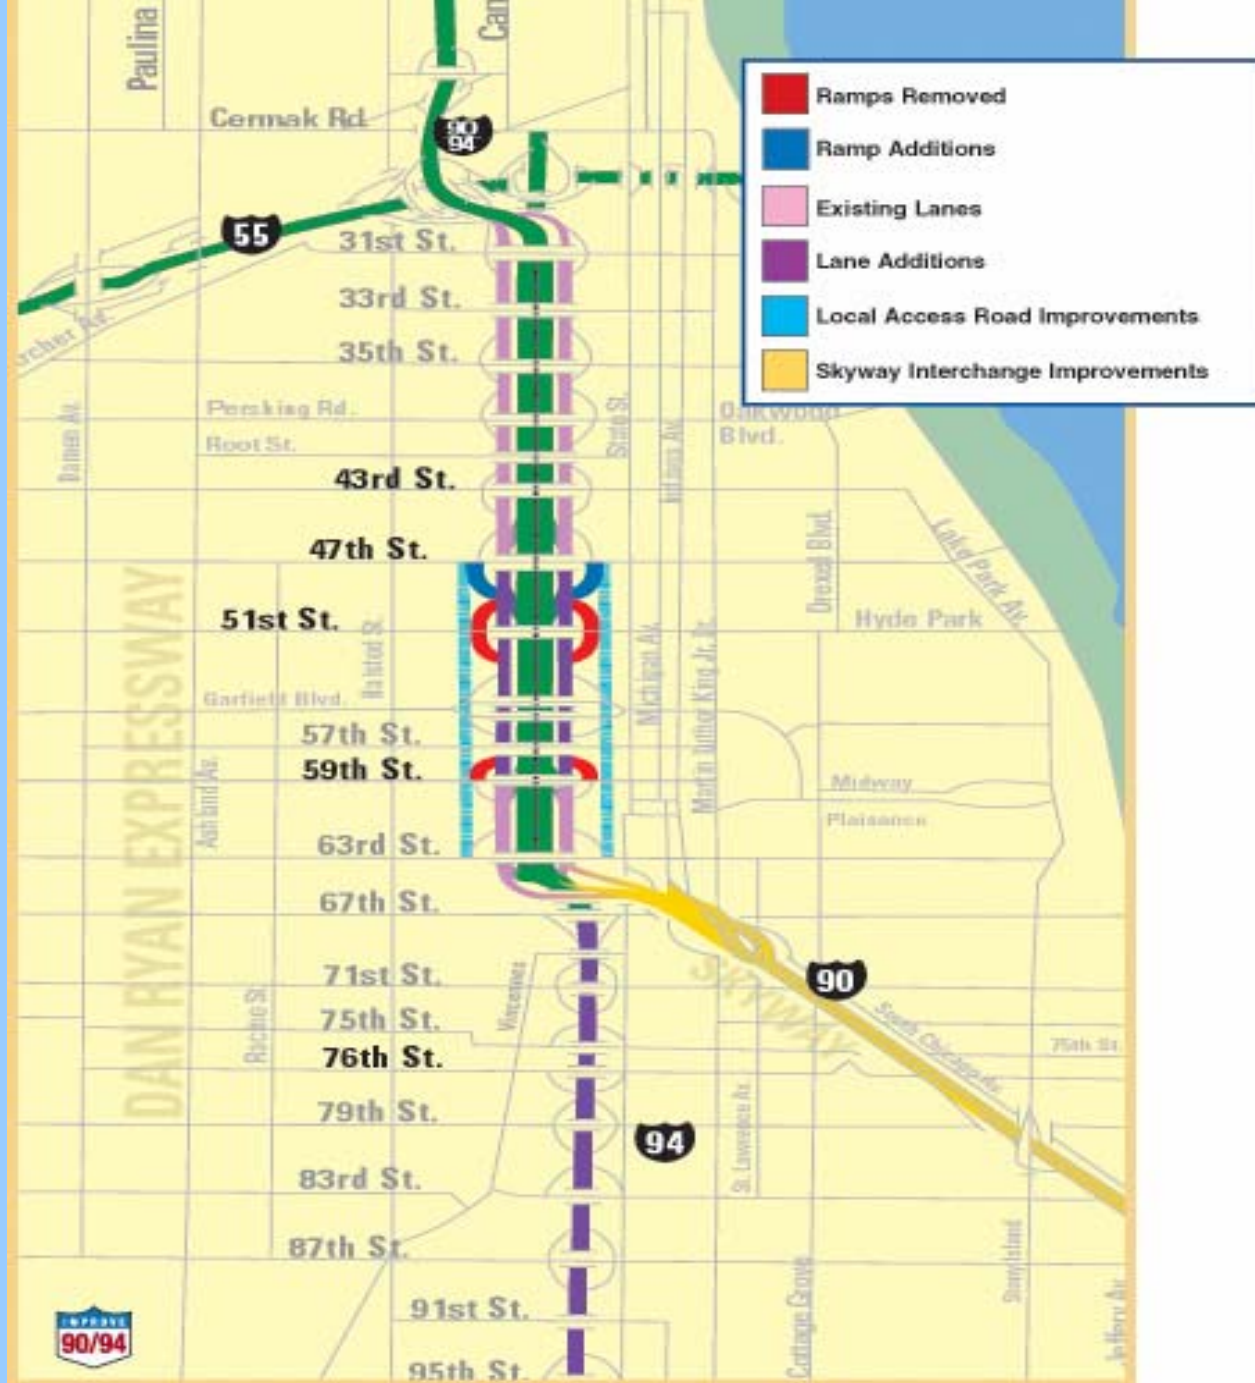 Paulina
Can
Cermak Rd.
90
94
Ramps Removed
Ramp Additions
Existing Lanes
Lane Additions
Local Access Road Improvements
Skyway Interchange Improvements
55
31st St.
33rd St.
rcher Av.
35th St.
Damen Av.
Pershing Rd.
Root St.
State St.
Indiana Av.
Oakwood
Blvd.
43rd St.
47th St.
Drexel Blvd.
Lake Park Av.
51st St.
Hyde Park
Halsted St.
Michigan Av.
Martin Luther King Jr. Dr.
Garfield Blvd.
57th St.
59th St.
Ashland Av.
Midway
Plaisance
63rd St.
DAN RYAN EXPRESSWAY
67th St.
71st St.
SKYWAY
90
Racine St.
Vincennes
75th St.
South Chicago Av.
75th St.
76th St.
79th St.
94
St. Lawrence Av.
83rd St.
87th St.
Cottage Grove
Stony Island
Jeffery Av.
91st St.
95th St.
IMPROVE
90/94